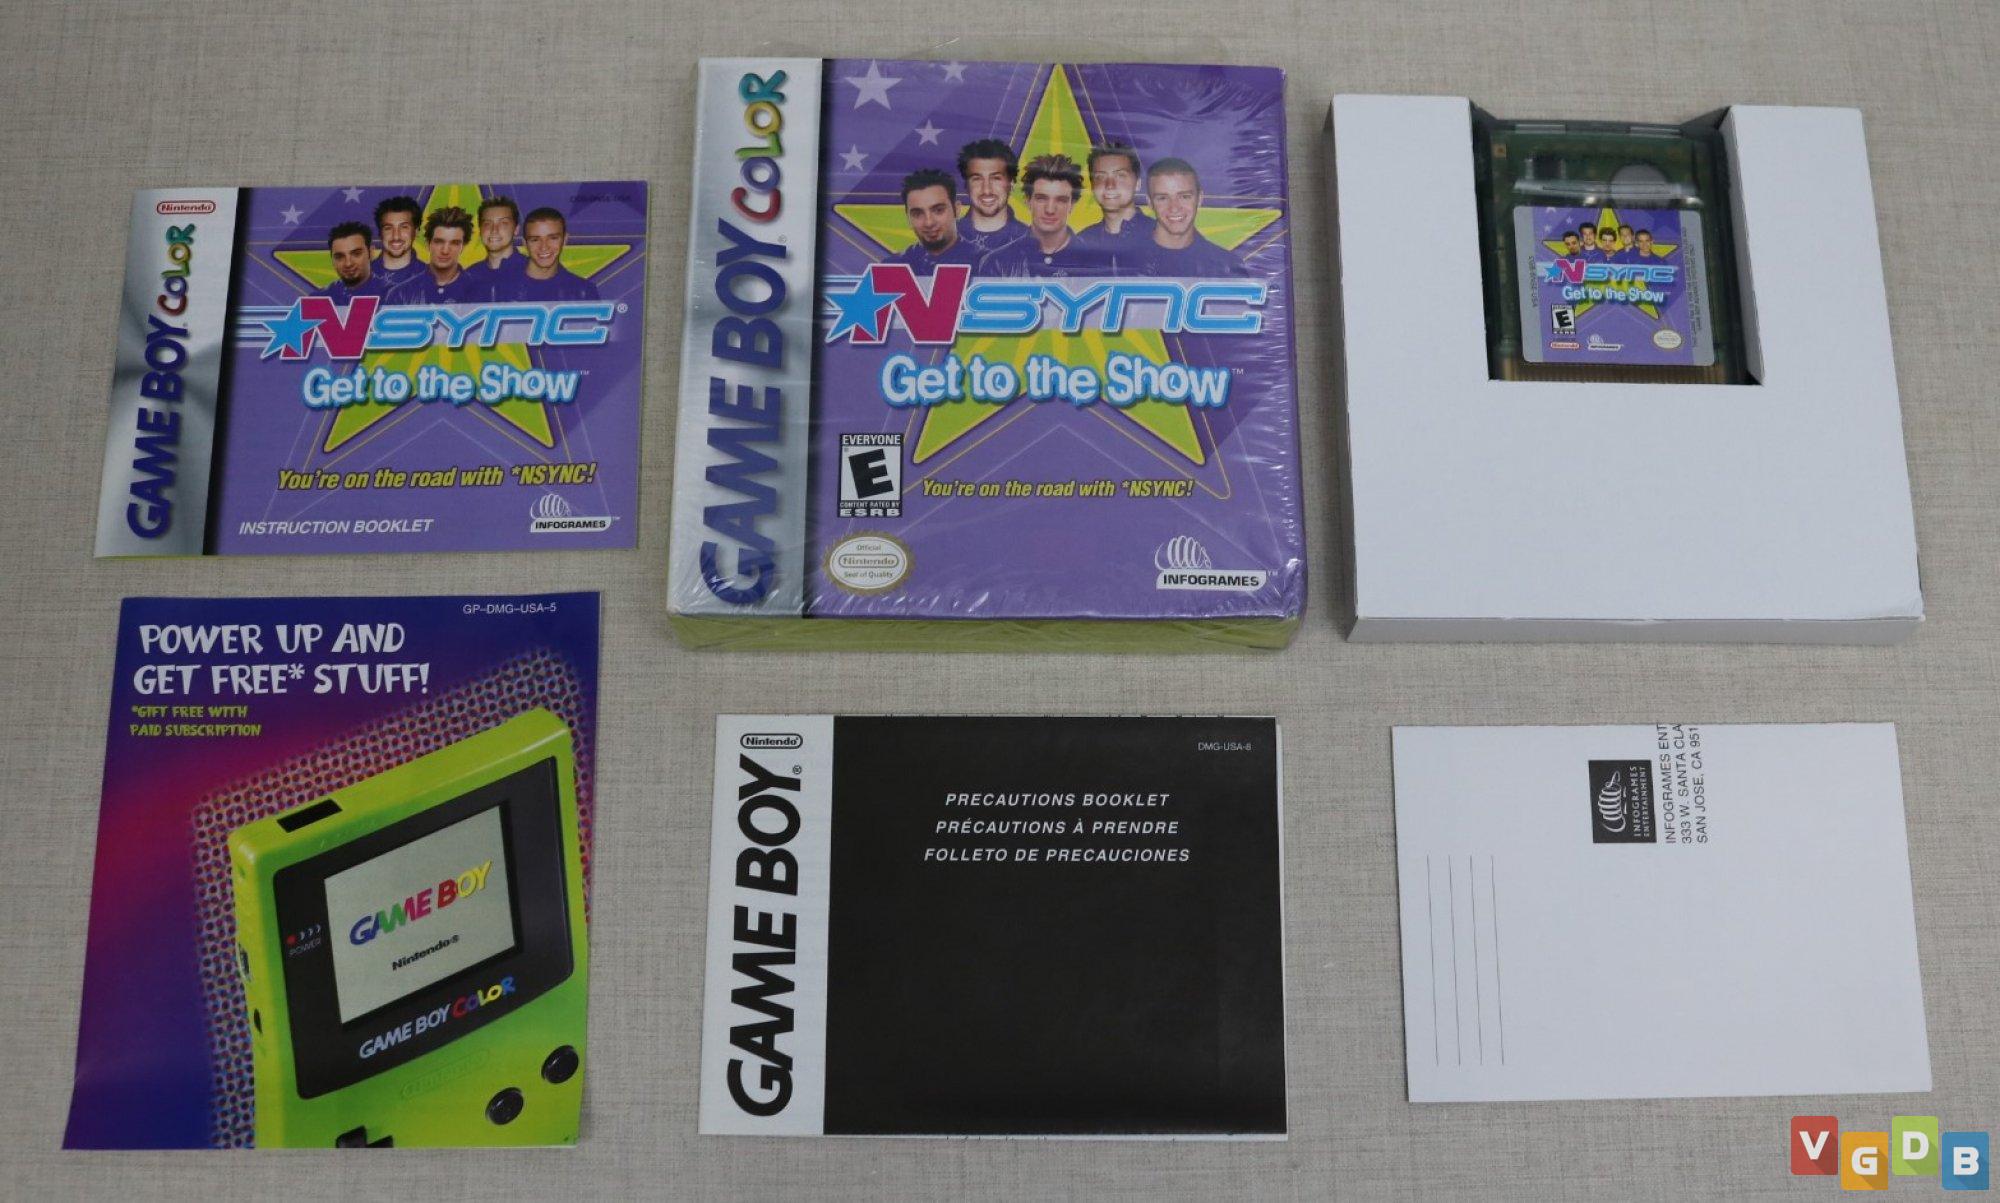 Nintendo
GAME BOY COLOR
NSYNC®
Get to the Show™
You're on the road with *NSYNC!
INSTRUCTION BOOKLET
INFOGRAMES
GAME BOY COLOR
NSYNC
Get to the Show™
EVERYONE
E
CONTENT RATED BY
ESRB
You're on the road with *NSYNC!
Official
Nintendo
Seal of Quality
INFOGRAMES™
NSYNC
Get to the Show
E
ESRB
Nintendo
INFOGRAMES
GP-DMG-USA-5
POWER UP AND
GET FREE* STUFF!
*GIFT FREE WITH
PAID SUBSCRIPTION
POWER
GAME BOY
Nintendo®
GAME BOY COLOR
Nintendo®
GAME BOY®
DMG-USA-8
PRECAUTIONS BOOKLET
PRÉCAUTIONS À PRENDRE
FOLLETO DE PRECAUCIONES
INFOGRAMES
ENTERTAINMENT
INFOGRAMES ENT
333 W. SANTA CLA
SAN JOSE, CA 951
VGDB